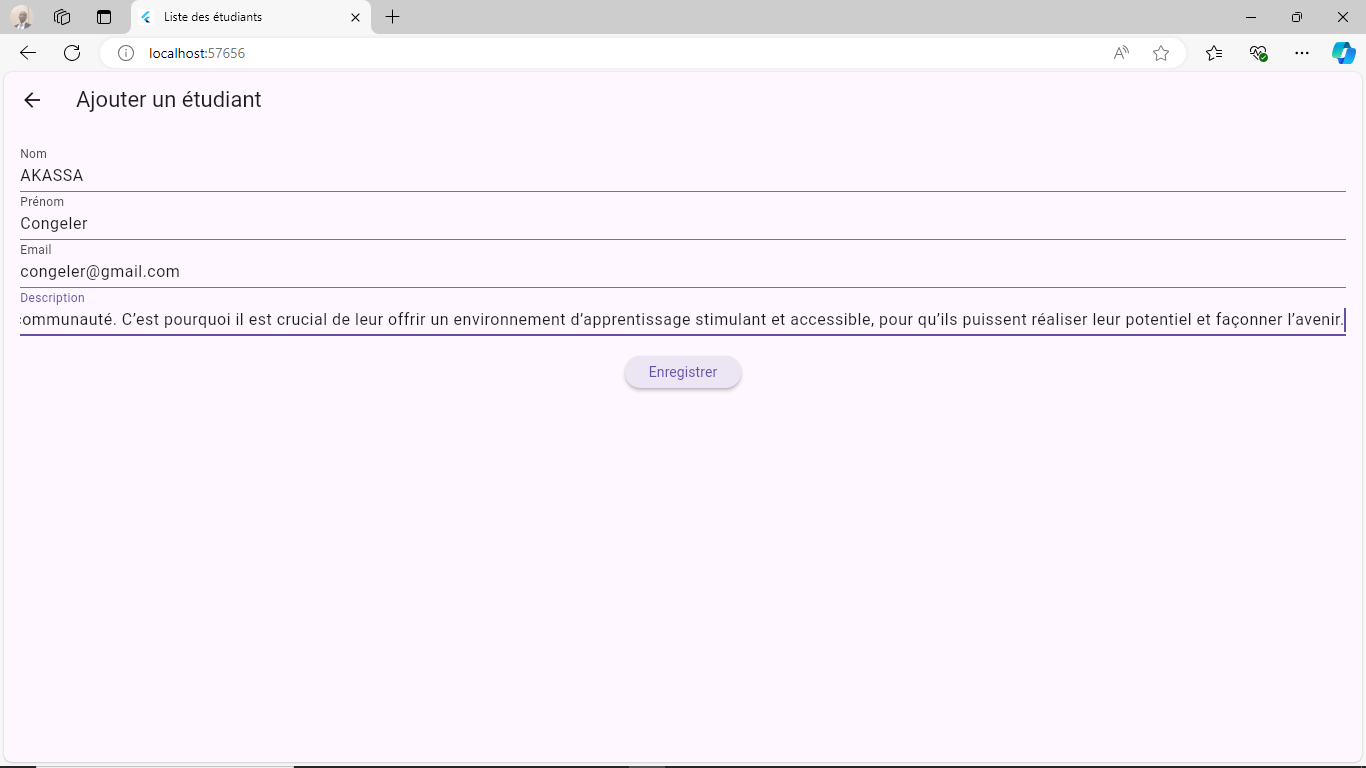 Liste des étudiants
localhost:57656
Ajouter un étudiant
Nom
AKASSA
Prénom
Congeler
Email
congeler@gmail.com
Description
communauté. C’est pourquoi il est crucial de leur offrir un environnement d’apprentissage stimulant et accessible, pour qu’ils puissent réaliser leur potentiel et façonner l’avenir.
Enregistrer